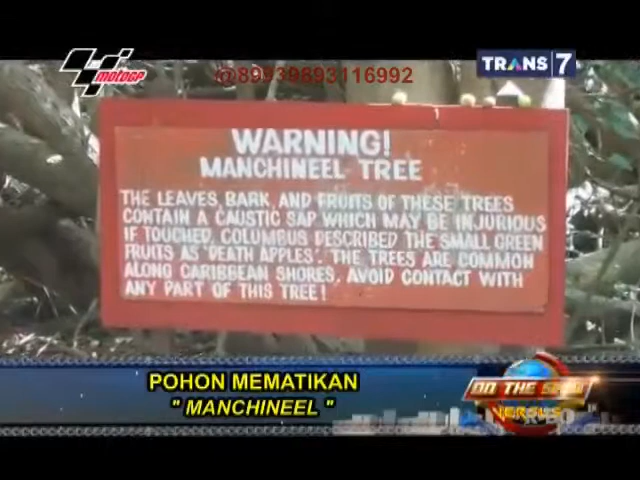 motoGP
@89939893116992
TRANS 7
WARNING!
MANCHINEEL TREE
THE LEAVES, BARK, AND FRUITS OF THESE TREES
CONTAIN A CAUSTIC SAP WHICH MAY BE INJURIOUS
IF TOUCHED. COLUMBUS DESCRIBED THE SMALL GREEN
FRUITS AS "DEATH APPLES". THE TREES ARE COMMON
ALONG CARIBBEAN SHORES. AVOID CONTACT WITH
ANY PART OF THIS TREE!
POHON MEMATIKAN
" MANCHINEEL "
ON THE SPOT
VERSUS